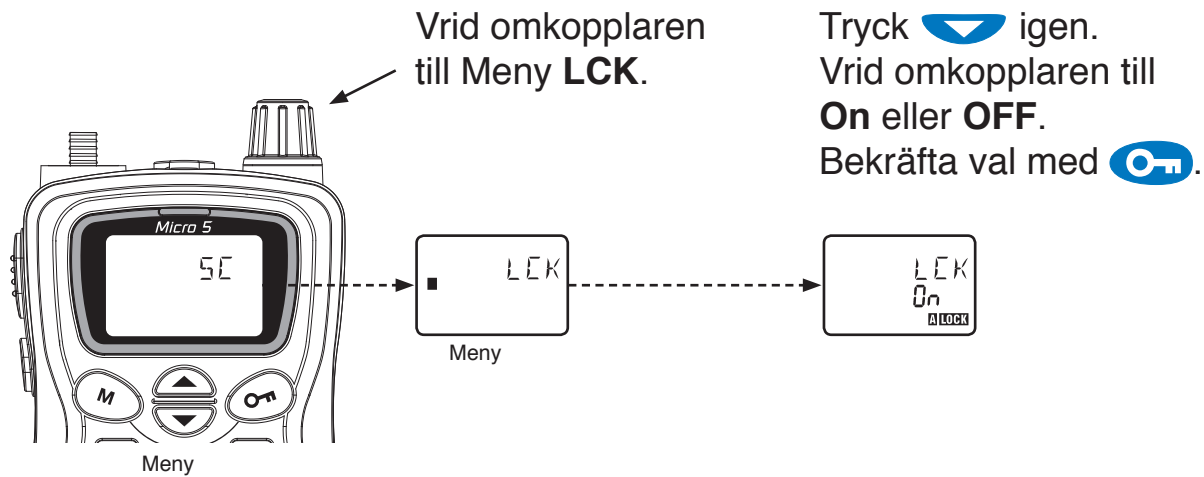 Vrid omkopplaren
till Meny LCK.
Tryck igen.
Vrid omkopplaren till
On eller OFF.
Bekräfta val med .
Micro 5
SC
LCK
LCK
On
A LOCK
Meny
M
Meny